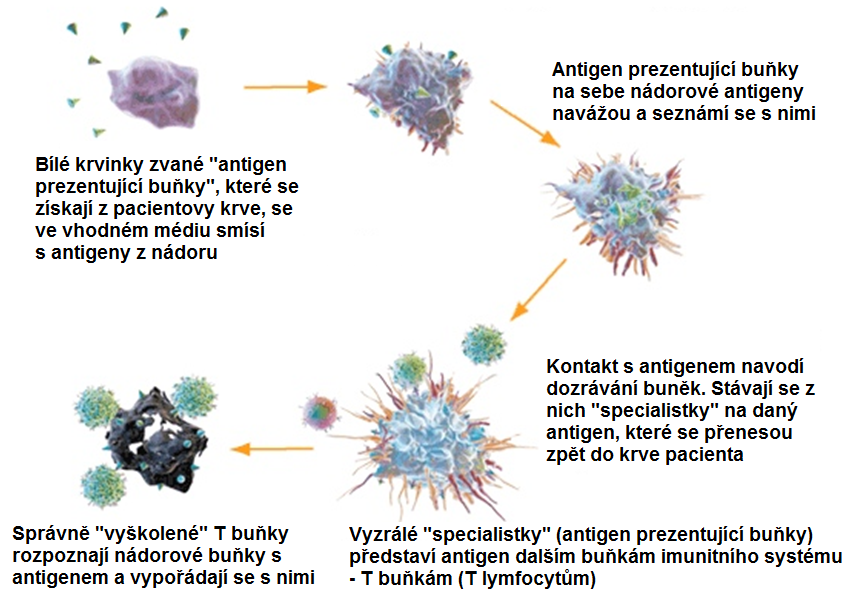 Bílé krvinky zvané "antigen
prezentující buňky", které se
získají z pacientovy krve, se
ve vhodném médiu smísí
s antigeny z nádoru
Antigen prezentující buňky
na sebe nádorové antigeny
navážou a seznámí se s nimi
Kontakt s antigenem navodí
dozrávání buněk. Stávají se z
nich "specialistky" na daný
antigen, které se přenesou
zpět do krve pacienta
Vyzrálé "specialistky" (antigen prezentující buňky)
představí antigen dalším buňkám imunitního systému
- T buňkám (T lymfocytům)
Správně "vyškolené" T buňky
rozpoznají nádorové buňky s
antigenem a vypořádají se s nimi